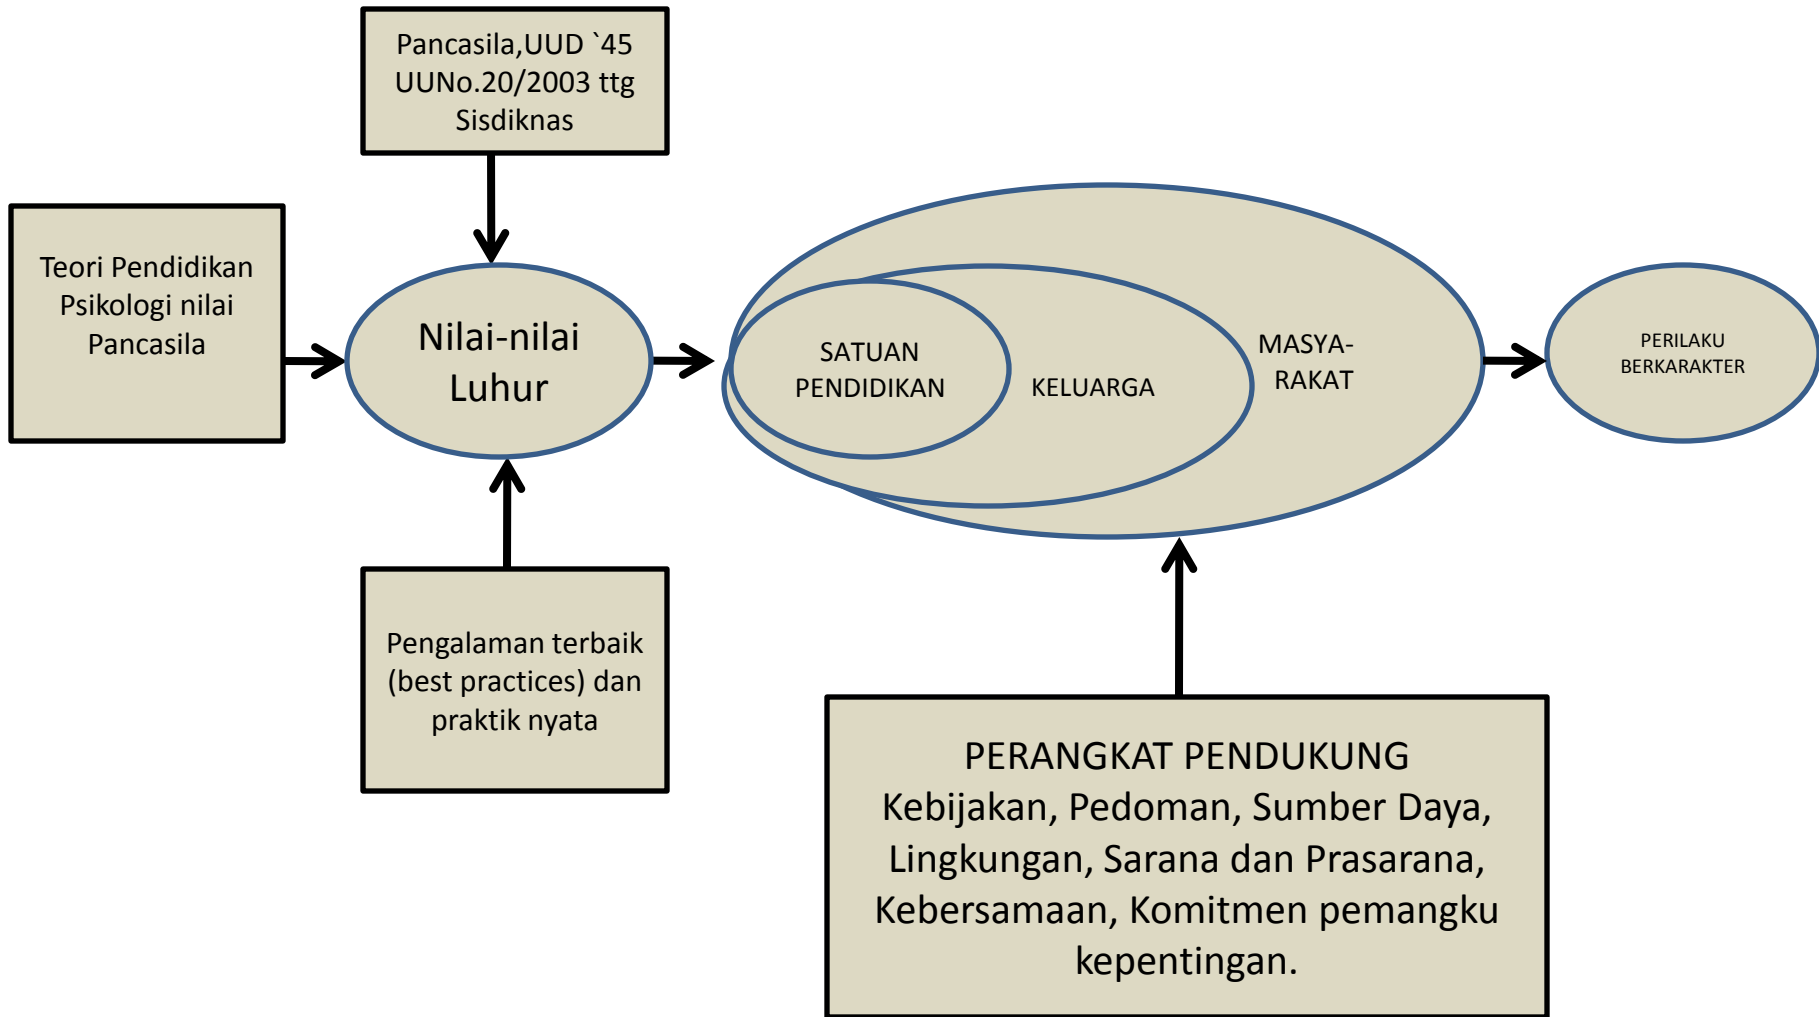 Pancasila,UUD `45
UUNo.20/2003 ttg
Sisdiknas
Teori Pendidikan
Psikologi nilai
Pancasila
Nilai-nilai
Luhur
SATUAN
PENDIDIKAN
KELUARGA
MASYA-
RAKAT
PERILAKU
BERKARAKTER
Pengalaman terbaik
(best practices) dan
praktik nyata
PERANGKAT PENDUKUNG
Kebijakan, Pedoman, Sumber Daya,
Lingkungan, Sarana dan Prasarana,
Kebersamaan, Komitmen pemangku
kepentingan.